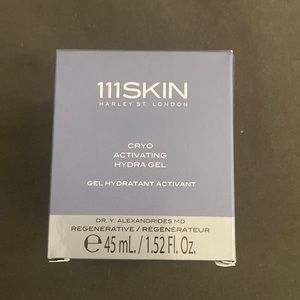 111SKIN
HARLEY ST. LONDON
CRYO
ACTIVATING
HYDRA GEL
GEL HYDRATANT ACTIVANT
DR. Y. ALEXANDRIDES MD
REGENERATIVE / RÉGÉNÉRATEUR
℮ 45 mL / 1.52 Fl. Oz.